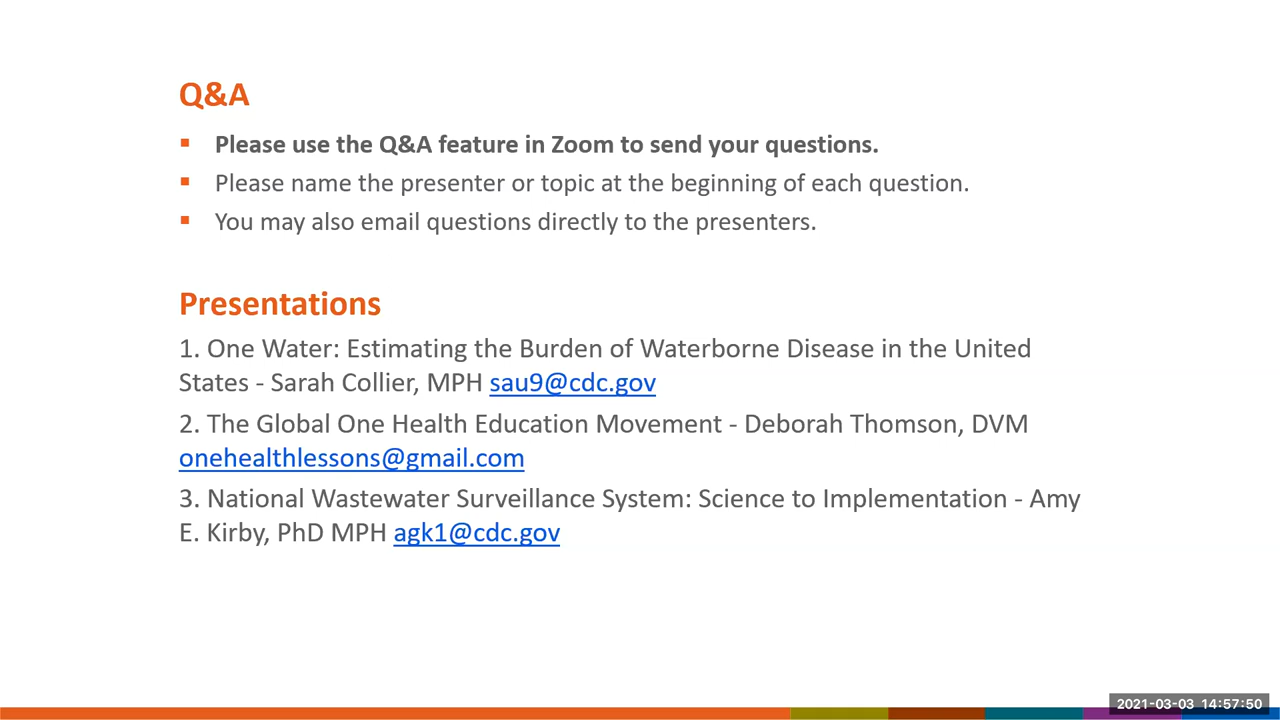 Q&A
▪ Please use the Q&A feature in Zoom to send your questions.
▪ Please name the presenter or topic at the beginning of each question.
▪ You may also email questions directly to the presenters.
Presentations
1. One Water: Estimating the Burden of Waterborne Disease in the United
States - Sarah Collier, MPH sau9@cdc.gov
2. The Global One Health Education Movement - Deborah Thomson, DVM
onehealthlessons@gmail.com
3. National Wastewater Surveillance System: Science to Implementation - Amy
E. Kirby, PhD MPH agk1@cdc.gov
2021-03-03 14:57:50